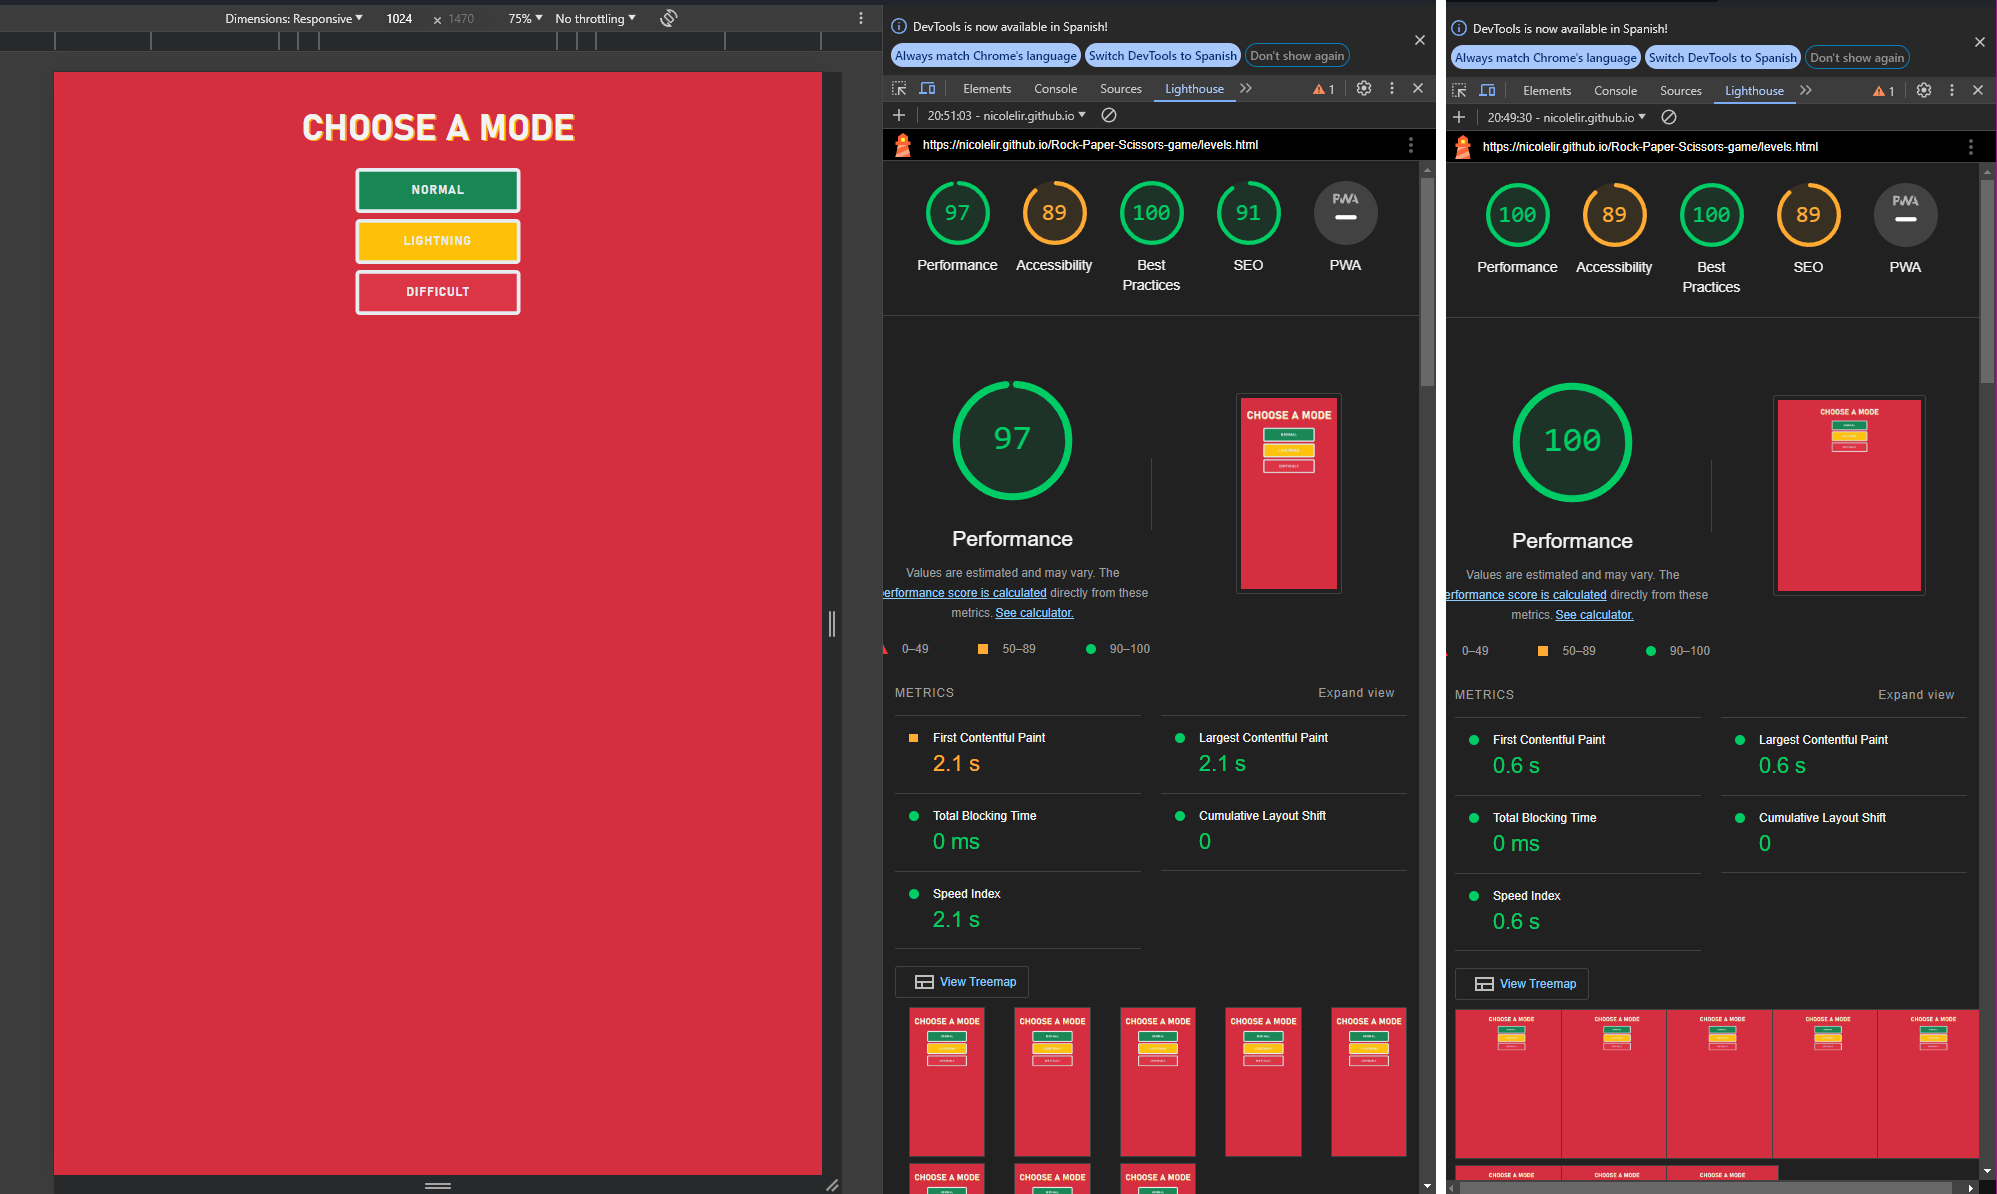 Dimensions: Responsive 1024 × 1470 75% No throttling
CHOOSE A MODE
NORMAL
LIGHTNING
DIFFICULT
DevTools is now available in Spanish!
Always match Chrome's language Switch DevTools to Spanish Don't show again
Elements Console Sources Lighthouse 1
20:51:03 - nicolelir.github.io
https://nicolelir.github.io/Rock-Paper-Scissors-game/levels.html
97 89 100 91 PWA
Performance Accessibility Best Practices SEO PWA
97
CHOOSE A MODE
NORMAL
LIGHTNING
DIFFICULT
Performance
Values are estimated and may vary. The
erformance score is calculated directly from these
metrics. See calculator.
0–49 50–89 90–100
METRICS Expand view
First Contentful Paint Largest Contentful Paint
2.1 s 2.1 s
Total Blocking Time Cumulative Layout Shift
0 ms 0
Speed Index
2.1 s
View Treemap
CHOOSE A MODE CHOOSE A MODE CHOOSE A MODE CHOOSE A MODE CHOOSE A MODE
CHOOSE A MODE CHOOSE A MODE CHOOSE A MODE
DevTools is now available in Spanish!
Always match Chrome's language Switch DevTools to Spanish Don't show again
Elements Console Sources Lighthouse 1
20:49:30 - nicolelir.github.io
https://nicolelir.github.io/Rock-Paper-Scissors-game/levels.html
100 89 100 89 PWA
Performance Accessibility Best Practices SEO PWA
100
CHOOSE A MODE
Performance
Values are estimated and may vary. The
erformance score is calculated directly from these
metrics. See calculator.
0–49 50–89 90–100
METRICS Expand view
First Contentful Paint Largest Contentful Paint
0.6 s 0.6 s
Total Blocking Time Cumulative Layout Shift
0 ms 0
Speed Index
0.6 s
View Treemap
CHOOSE A MODE CHOOSE A MODE CHOOSE A MODE CHOOSE A MODE CHOOSE A MODE
CHOOSE A MODE CHOOSE A MODE CHOOSE A MODE